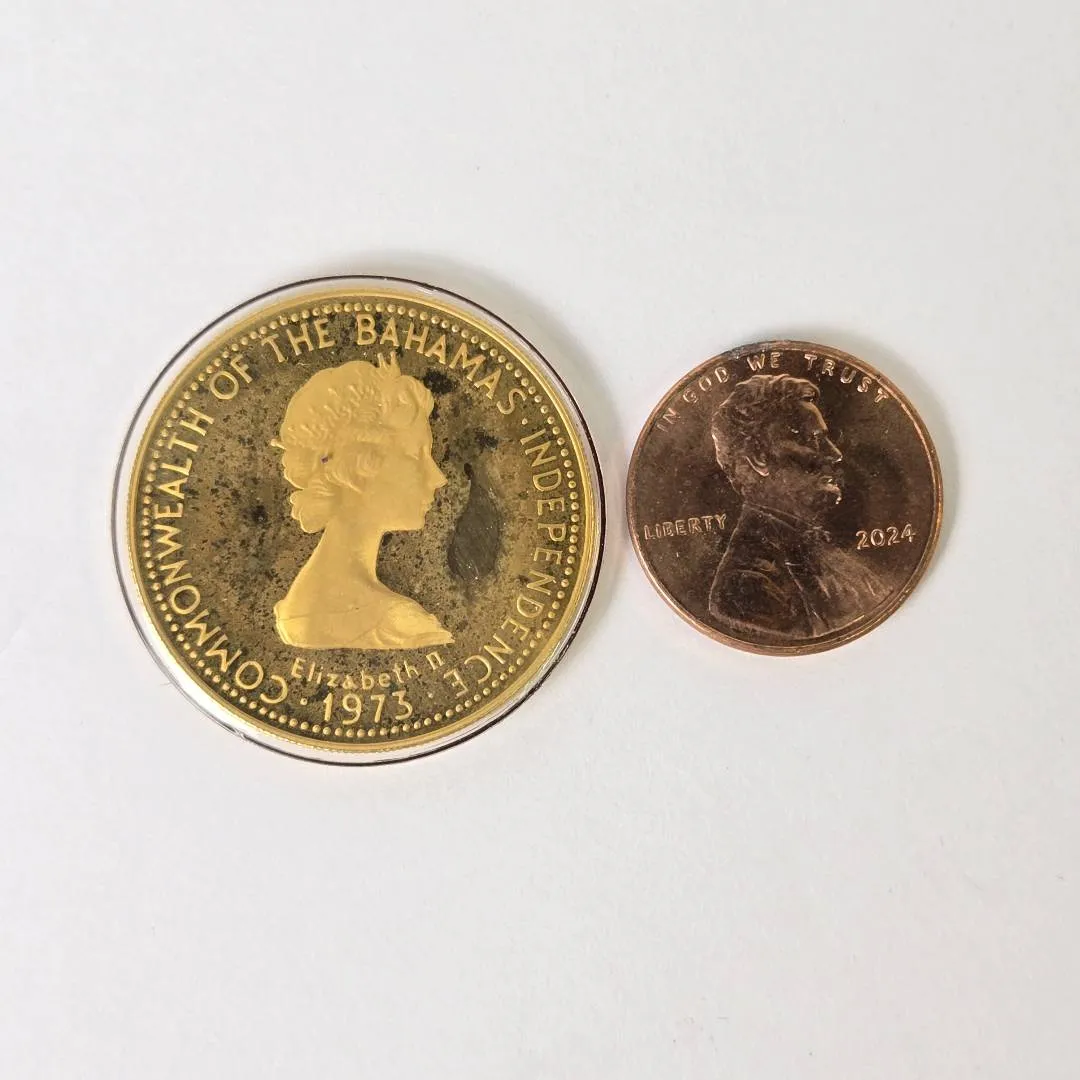 COMMONWEALTH OF THE BAHAMAS · INDEPENDENCE ·
Elizabeth II
1973 ·
IN GOD WE TRUST
LIBERTY
2024